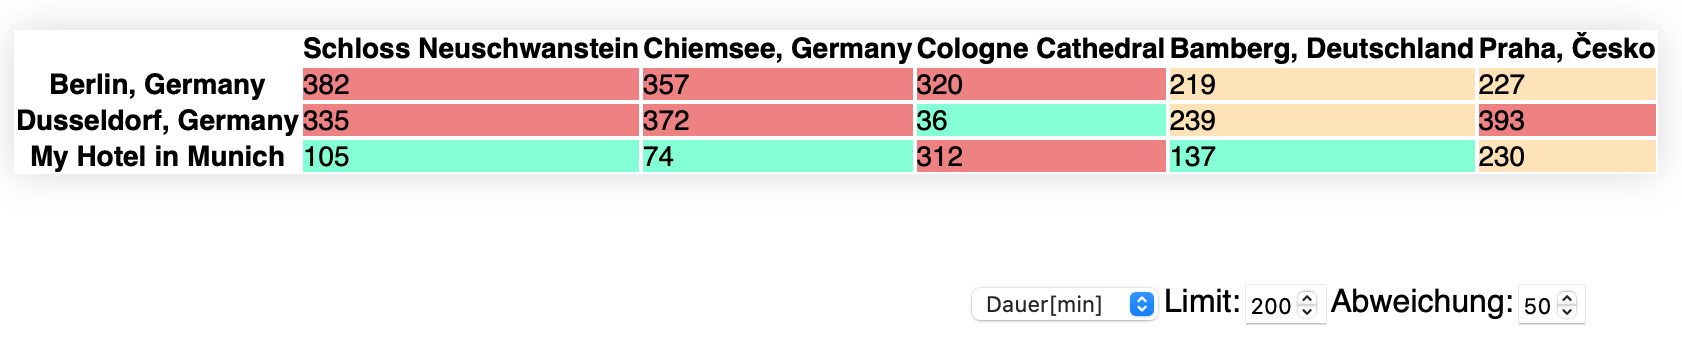 Schloss Neuschwanstein Chiemsee, Germany Cologne Cathedral Bamberg, Deutschland Praha, Česko
Berlin, Germany 382 357 320 219 227
Dusseldorf, Germany 335 372 36 239 393
My Hotel in Munich 105 74 312 137 230
Dauer[min] Limit: 200 Abweichung: 50